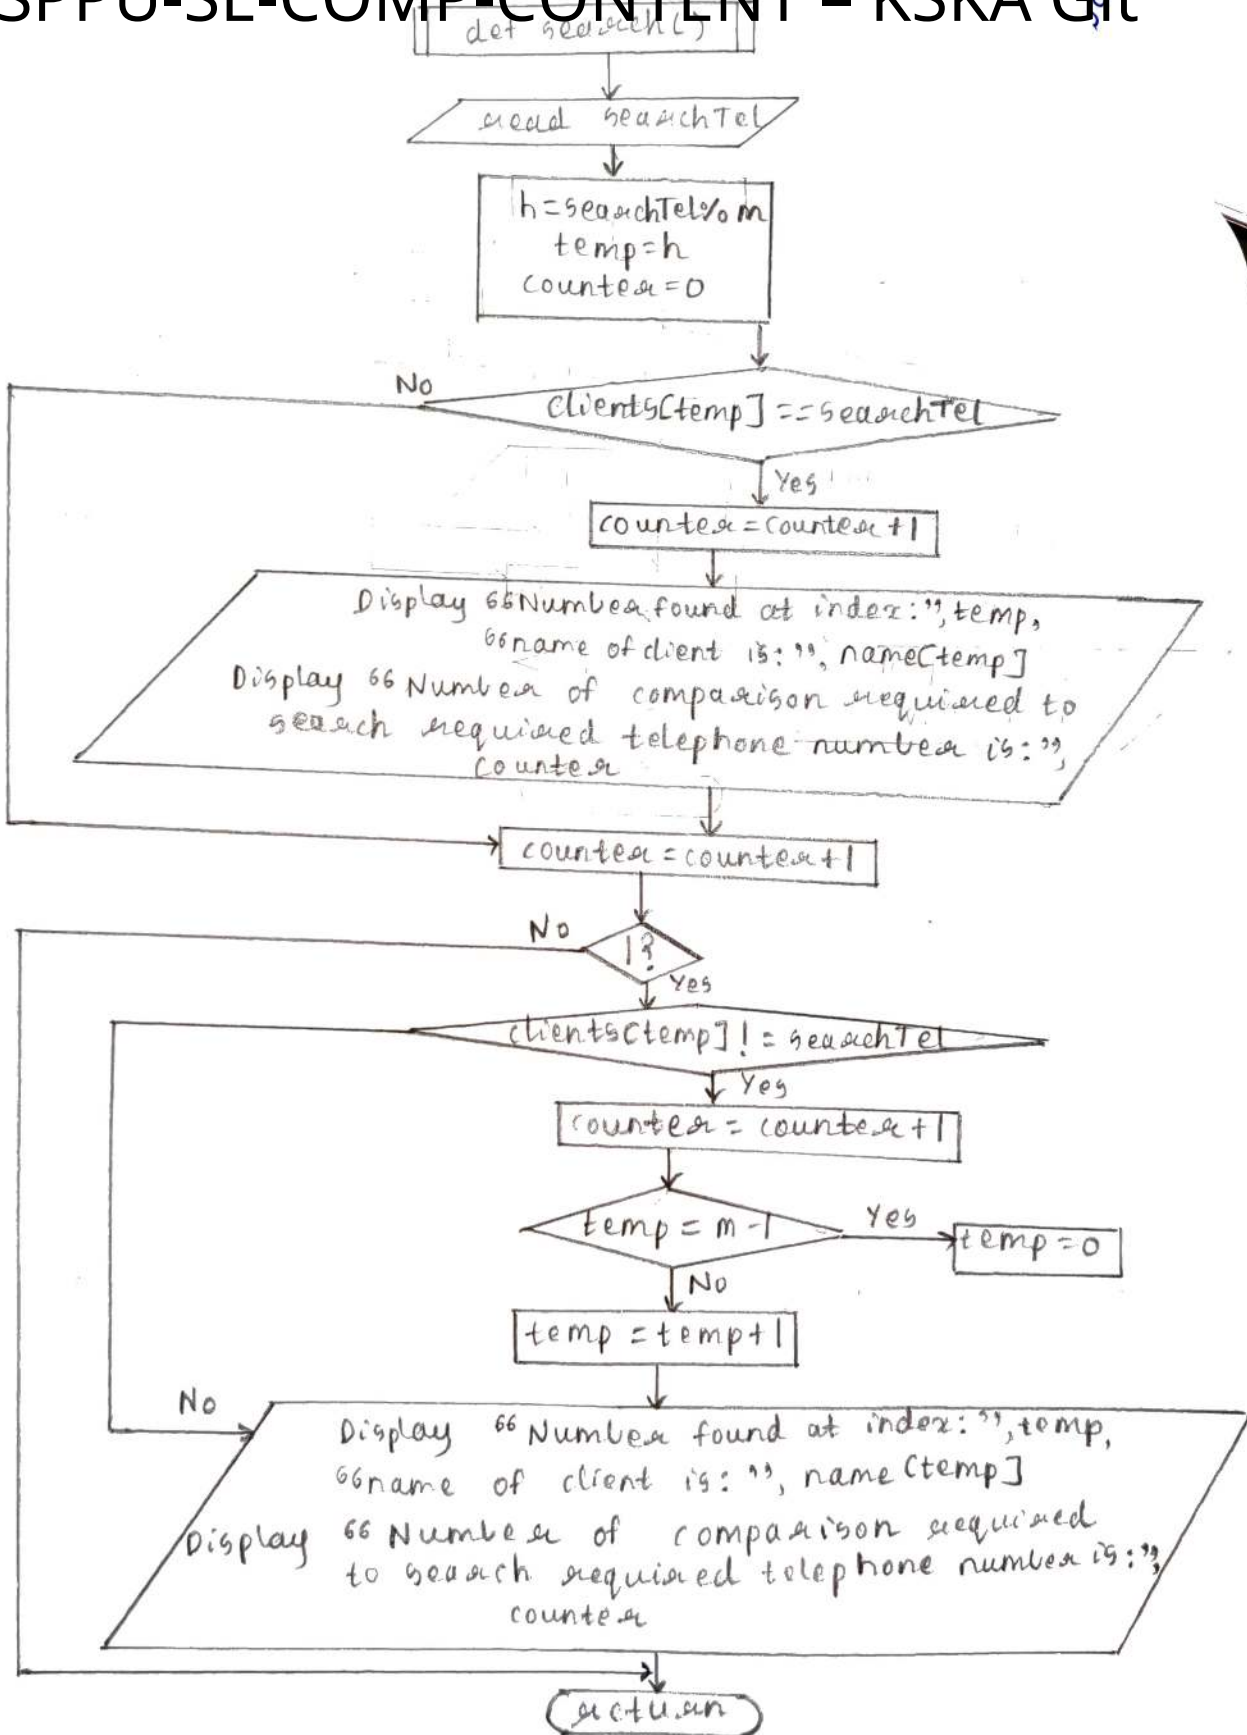 SPPU-SE-COMP-CONTENT – KSKA Git
def search()
read searchTel
h=searchTel%m
temp=h
counter=0
No
clients[temp]==searchTel
Yes
counter=counter+1
Display “Number found at index:”, temp,
“name of client is:”, name[temp]
Display “Number of comparison required to
search required telephone number is:”,
counter
counter=counter+1
No
1?
Yes
clients[temp]!=searchTel
Yes
counter=counter+1
temp=m-1
Yes
temp=0
No
temp=temp+1
No
Display “Number found at index:”, temp,
“name of client is:”, name[temp]
Display “Number of comparison required
to search required telephone number is:”,
counter
return